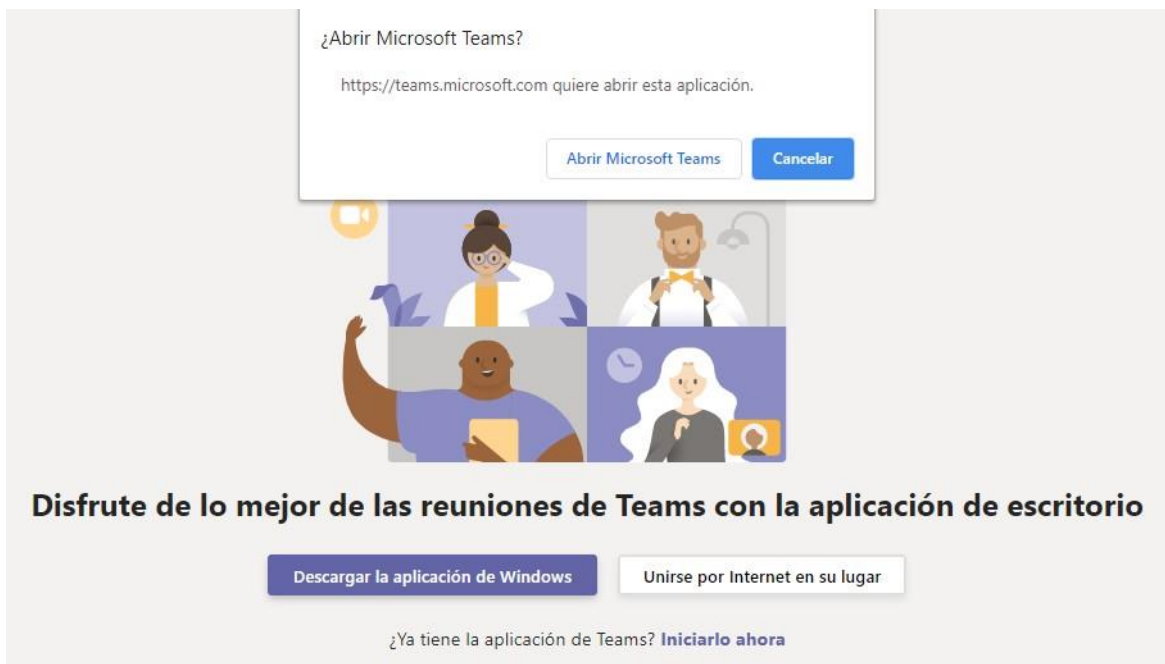 ¿Abrir Microsoft Teams?
https://teams.microsoft.com quiere abrir esta aplicación.
Abrir Microsoft Teams
Cancelar
Disfrute de lo mejor de las reuniones de Teams con la aplicación de escritorio
Descargar la aplicación de Windows
Unirse por Internet en su lugar
¿Ya tiene la aplicación de Teams? Iniciarlo ahora